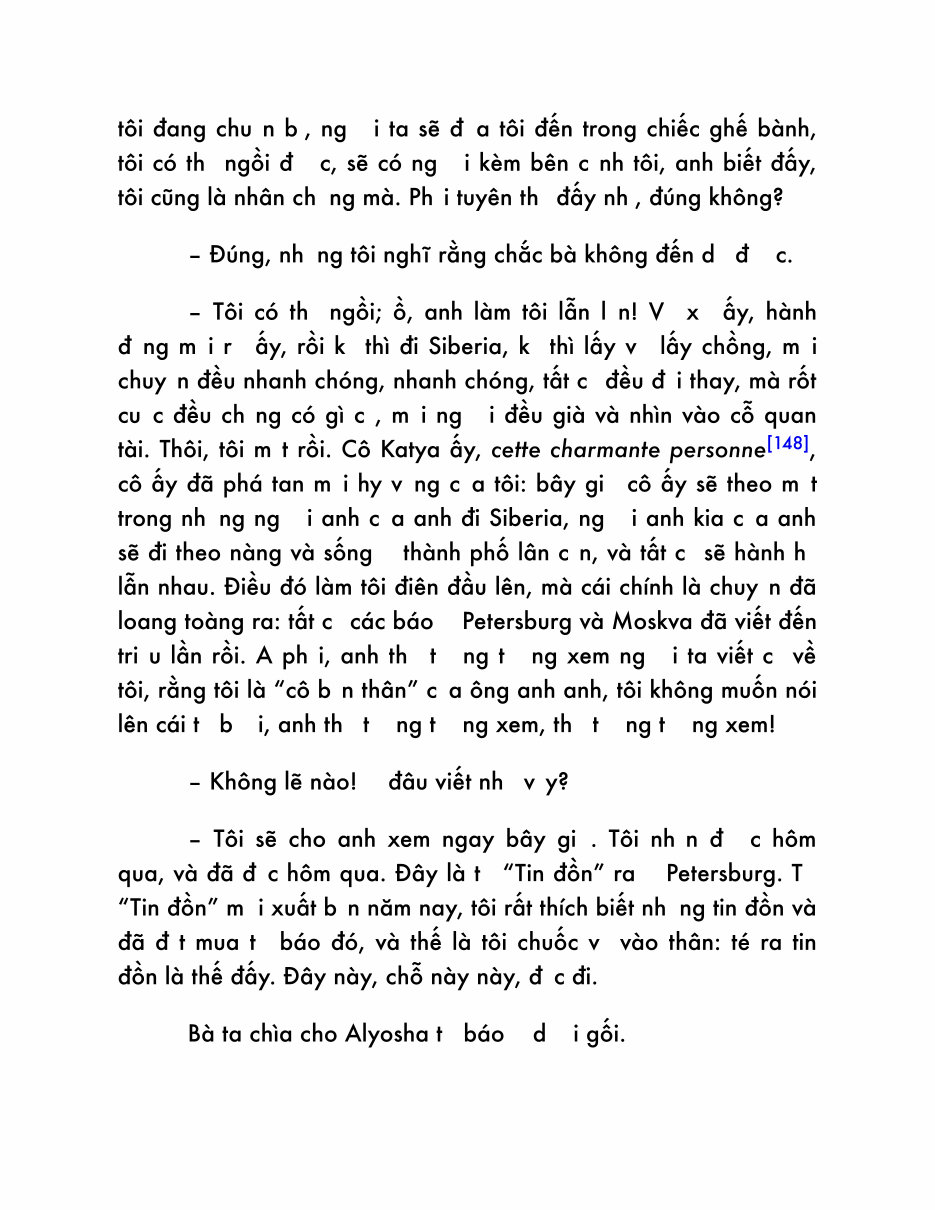 tôi đang chu n b , ng i ta sẽ đ a tôi đến trong chiếc ghế bành,
tôi có th ngồi đ c, sẽ có ng i kèm bên c nh tôi, anh biết đấy,
tôi cũng là nhân ch ng mà. Ph i tuyên th đấy nh , đúng không?
– Đúng, nh ng tôi nghĩ rằng chắc bà không đến d đ c.
– Tôi có th ngồi; ồ, anh làm tôi lẫn l n! V x ấy, hành
đ ng m i r ấy, rồi k thì đi Siberia, k thì lấy v lấy chồng, m i
chuy n đều nhanh chóng, nhanh chóng, tất c đều đ i thay, mà rốt
cu c đều ch ng có gì c , m i ng i đều già và nhìn vào cỗ quan
tài. Thôi, tôi m t rồi. Cô Katya ấy, cette charmante personne[148],
cô ấy đã phá tan m i hy v ng c a tôi: bây gi cô ấy sẽ theo m t
trong nh ng ng i anh c a anh đi Siberia, ng i anh kia c a anh
sẽ đi theo nàng và sống thành phố lân c n, và tất c sẽ hành h
lẫn nhau. Điều đó làm tôi điên đầu lên, mà cái chính là chuy n đã
loang toàng ra: tất c các báo Petersburg và Moskva đã viết đến
tri u lần rồi. A ph i, anh th t ng t ng xem ng i ta viết c về
tôi, rằng tôi là “cô b n thân” c a ông anh anh, tôi không muốn nói
lên cái t b i, anh th t ng t ng xem, th t ng t ng xem!
– Không lẽ nào! đâu viết nh v y?
– Tôi sẽ cho anh xem ngay bây gi . Tôi nh n đ c hôm
qua, và đã đ c hôm qua. Đây là t “Tin đồn” ra Petersburg. T
“Tin đồn” m i xuất b n năm nay, tôi rất thích biết nh ng tin đồn và
đã đ t mua t báo đó, và thế là tôi chuốc v vào thân: té ra tin
đồn là thế đấy. Đây này, chỗ này này, đ c đi.
Bà ta chìa cho Alyosha t báo d i gối.